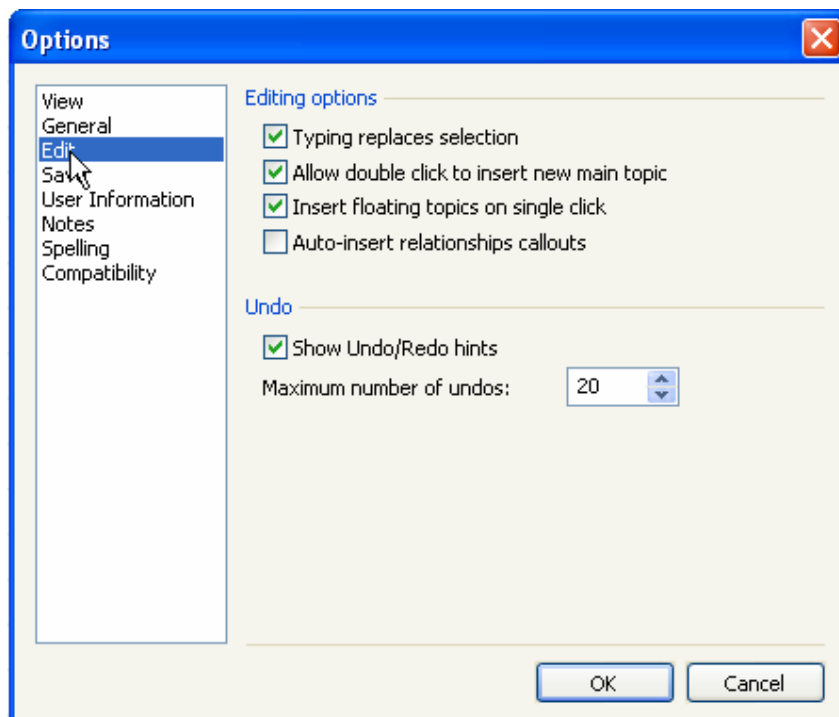 Options
View
General
Edit
Save
User Information
Notes
Spelling
Compatibility
Editing options
Typing replaces selection
Allow double click to insert new main topic
Insert floating topics on single click
Auto-insert relationships callouts
Undo
Show Undo/Redo hints
Maximum number of undos: 20
OK Cancel